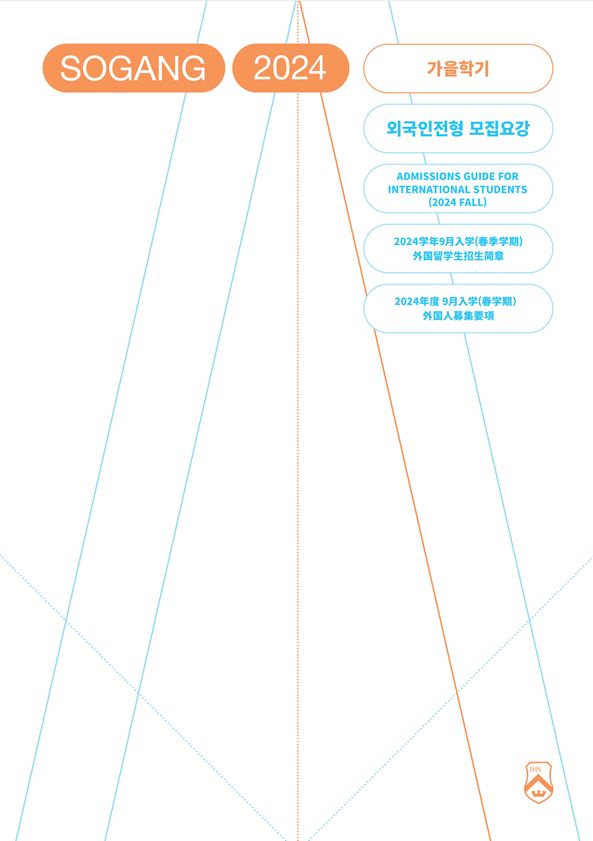 SOGANG 2024 가을학기
외국인전형 모집요강
ADMISSIONS GUIDE FOR
INTERNATIONAL STUDENTS
(2024 FALL)
2024学年9月入学(春季学期)
外国留学生招生简章
2024年度 9月入学(春学期)
外国人募集要項
IHS